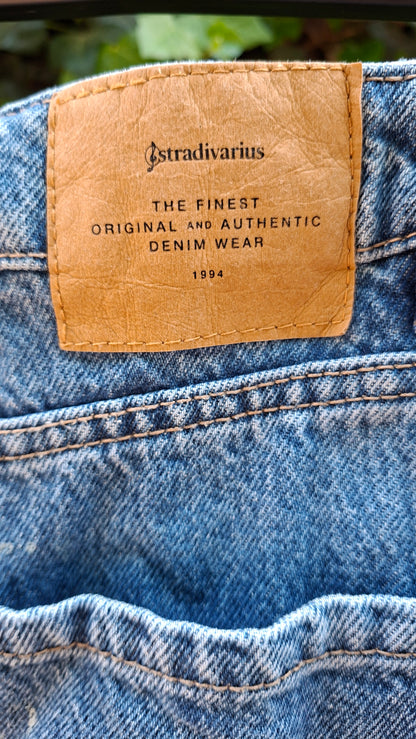 stradivarius
THE FINEST
ORIGINAL AND AUTHENTIC
DENIM WEAR
1994